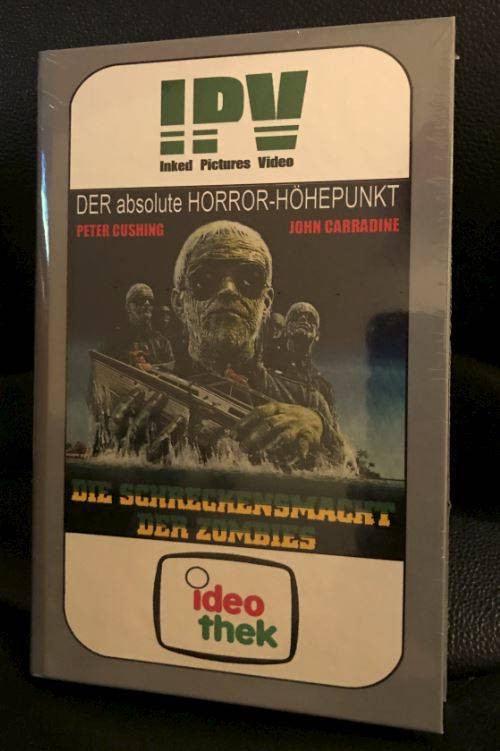 IPV
Inked Pictures Video
DER absolute HORROR-HÖHEPUNKT
PETER CUSHING JOHN CARRADINE
DIE SCHRECKENSMACHT
DER ZOMBIES
ideo
thek